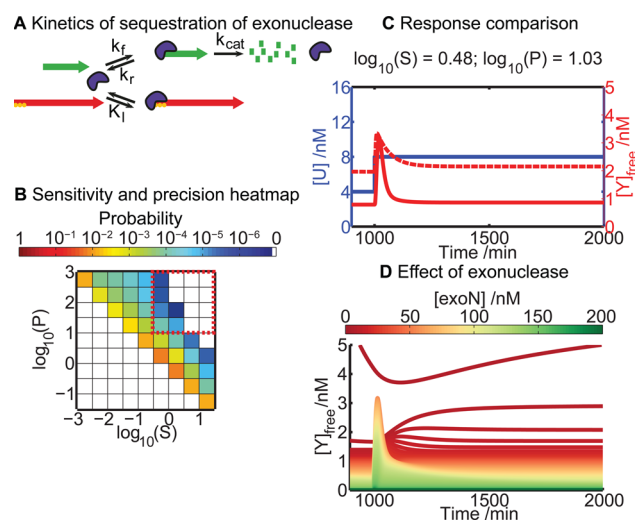 A Kinetics of sequestration of exonuclease
k_f
k_r
k_cat
K_I
B Sensitivity and precision heatmap
Probability
1 10⁻¹ 10⁻² 10⁻³ 10⁻⁴ 10⁻⁵ 10⁻⁶ 0
log₁₀(P)
3
2
1
0
−1
−3 −2 −1 0 1
log₁₀(S)
C Response comparison
log₁₀(S) = 0.48; log₁₀(P) = 1.03
[U] /nM
16
12
8
4
0
5
4
3
2
1
0
[Y]free/nM
1000 1500 2000
Time /min
D Effect of exonuclease
[exoN] /nM
0 50 100 150 200
[Y]free/nM
5
4
3
2
1
0
1000 1500 2000
Time /min